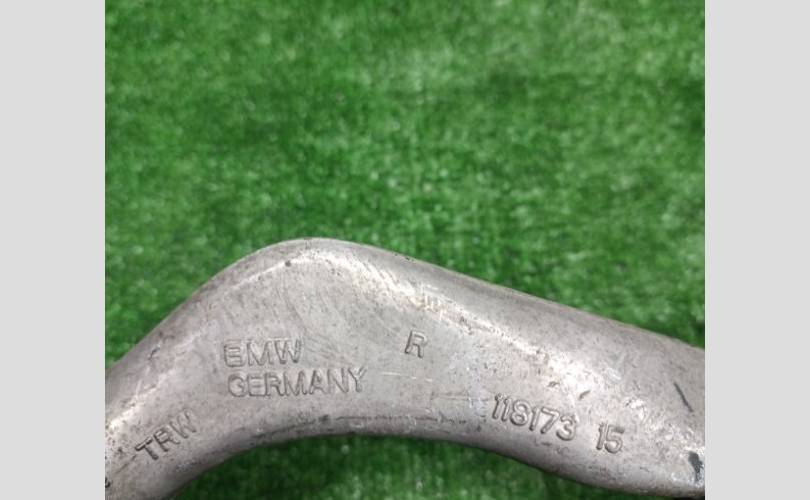 BMW
GERMANY
R
TRW
118173 15